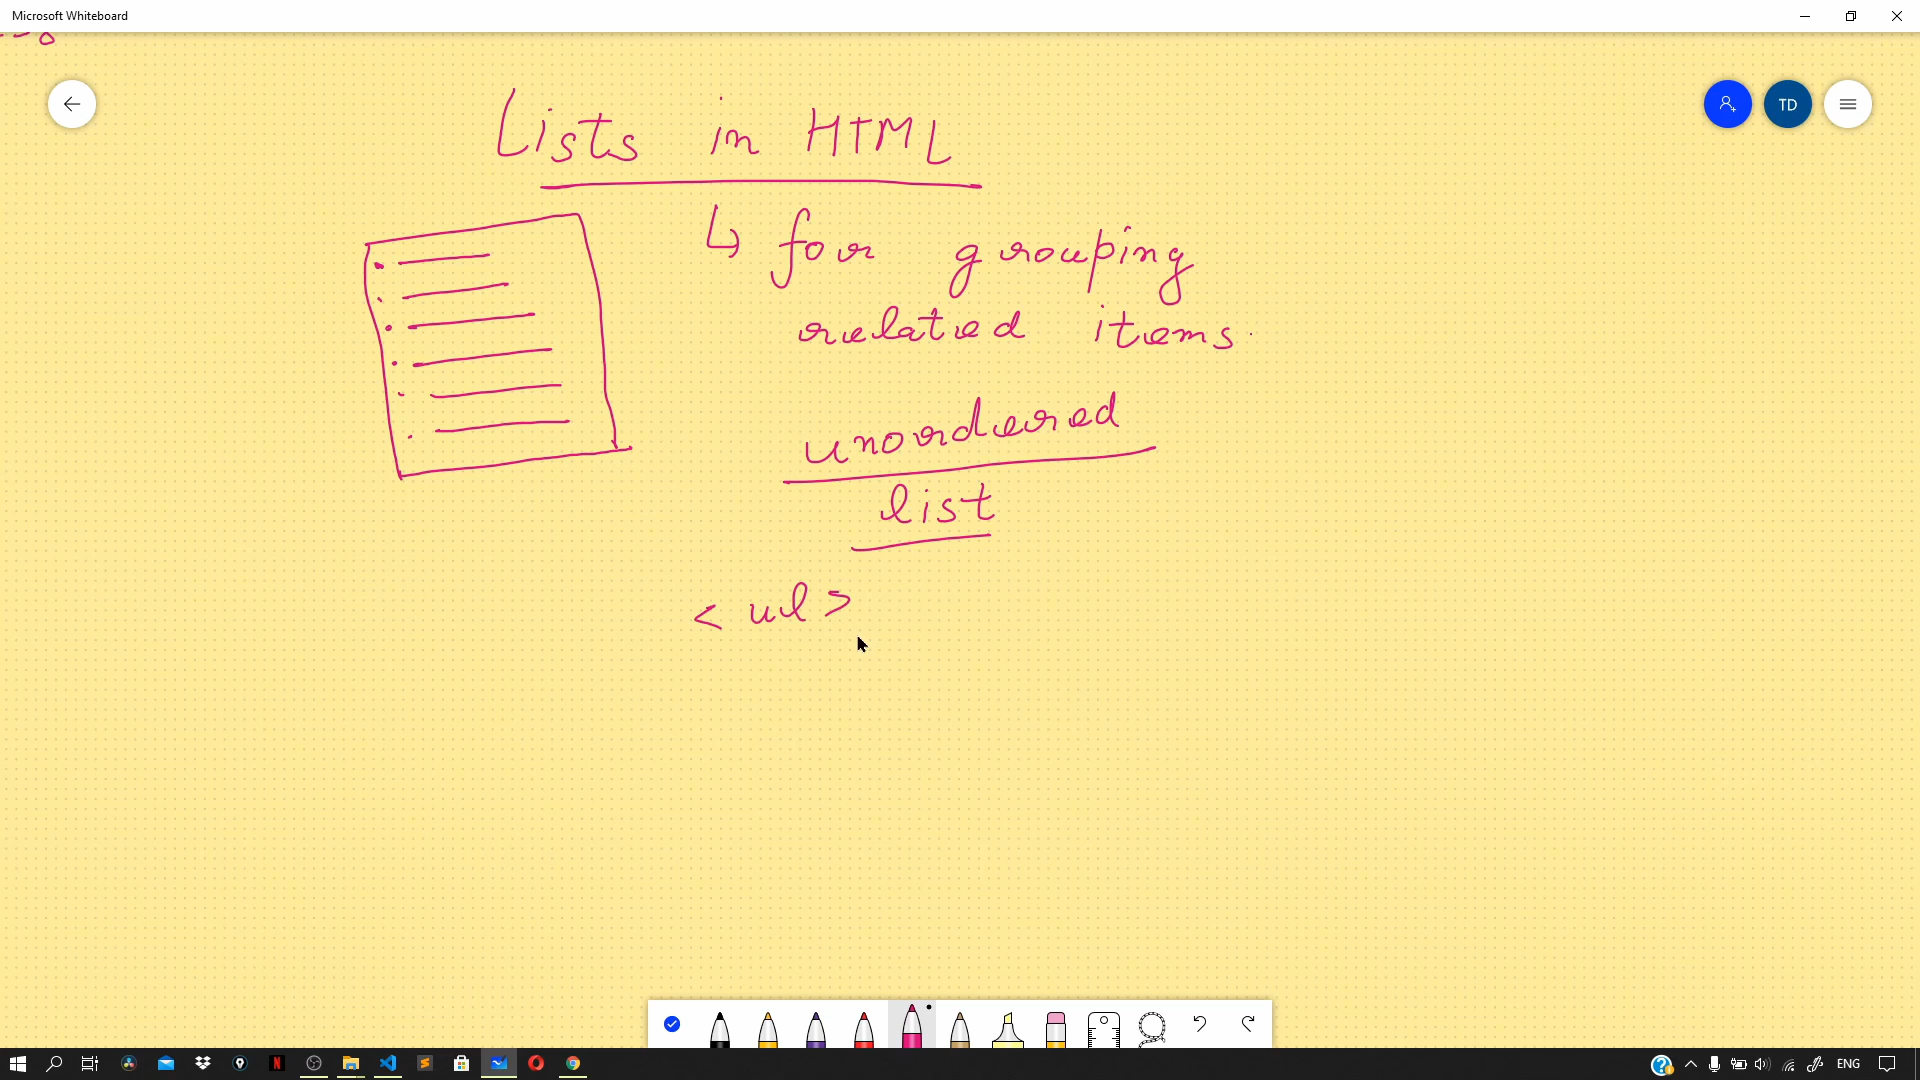 Microsoft Whiteboard
Lists in HTML
TD
↳ for grouping
related items.
unordered
list
<ul>
ENG